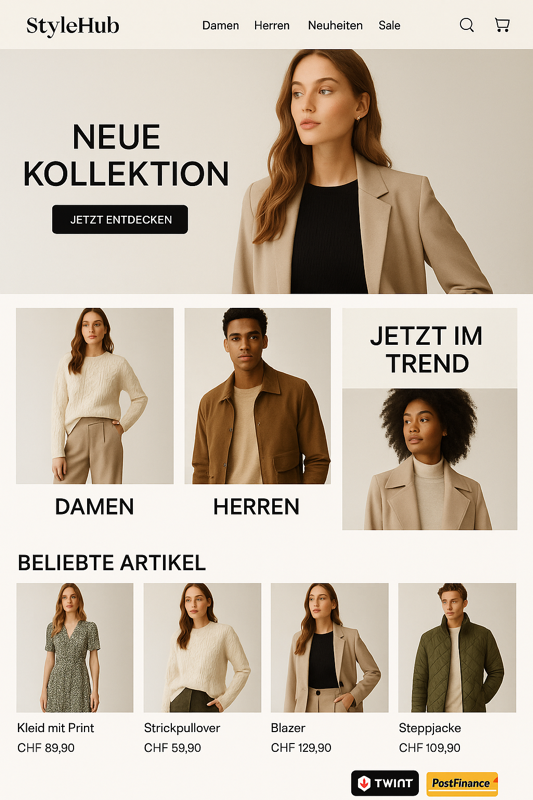 StyleHub
Damen Herren Neuheiten Sale
NEUE
KOLLEKTION
JETZT ENTDECKEN
DAMEN
HERREN
JETZT IM
TREND
BELIEBTE ARTIKEL
Kleid mit Print
CHF 89,90
Strickpullover
CHF 59,90
Blazer
CHF 129,90
Steppjacke
CHF 109,90
TWINT
PostFinance